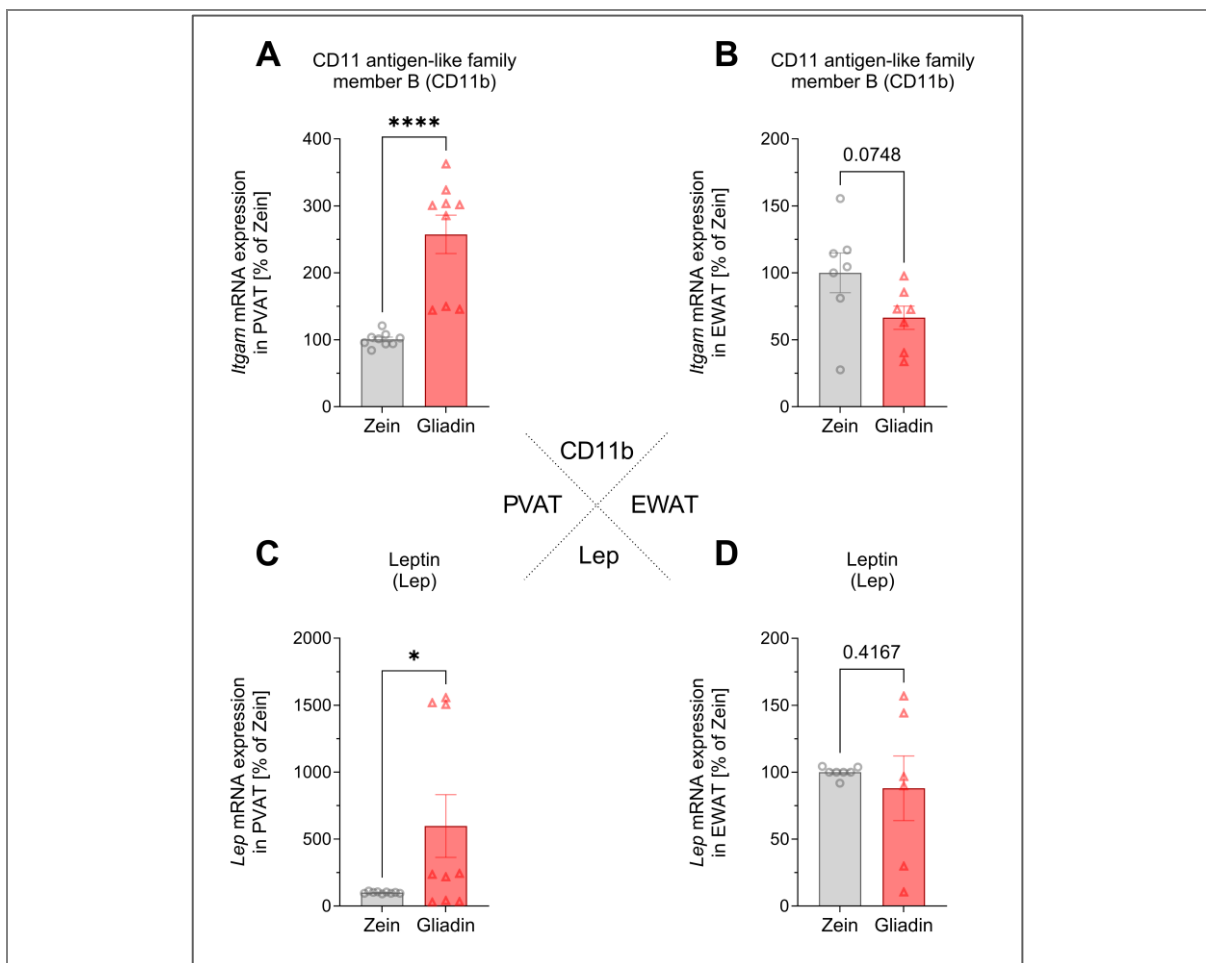 A
CD11 antigen-like family
member B (CD11b)
****
Itgam mRNA expression
in PVAT [% of Zein]
400
300
200
100
0
Zein Gliadin
B
CD11 antigen-like family
member B (CD11b)
0.0748
Itgam mRNA expression
in EWAT [% of Zein]
200
150
100
50
0
Zein Gliadin
CD11b
PVAT EWAT
Lep
C
Leptin
(Lep)
*
Lep mRNA expression
in PVAT [% of Zein]
2000
1500
1000
500
0
Zein Gliadin
D
Leptin
(Lep)
0.4167
Lep mRNA expression
in EWAT [% of Zein]
200
150
100
50
0
Zein Gliadin